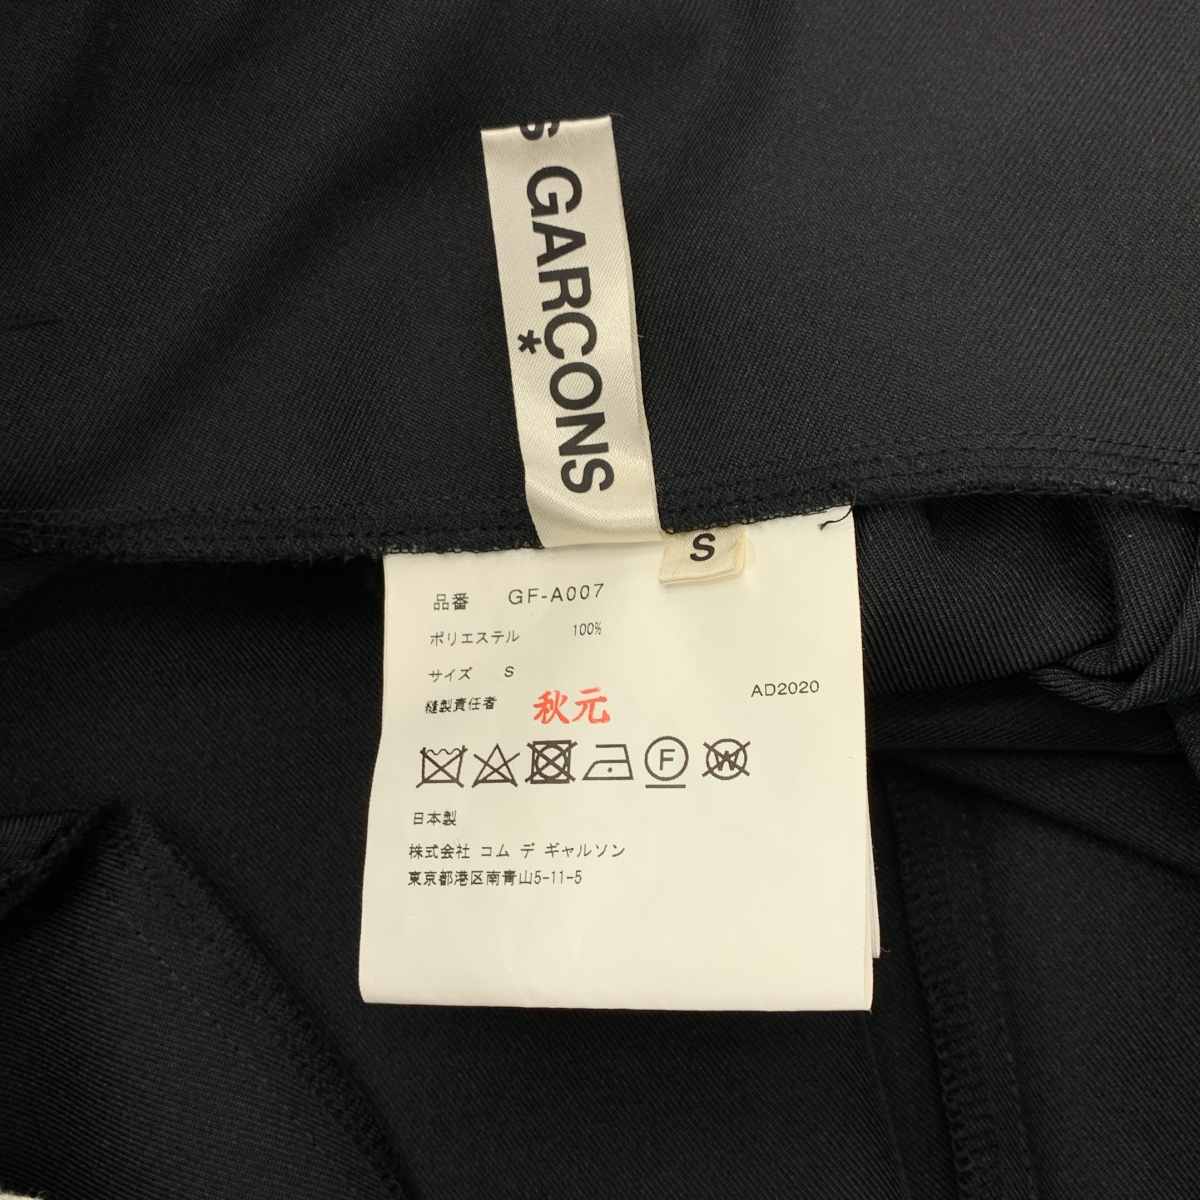 S GARÇONS
*
S
品番 GF-A007
ポリエステル 100%
サイズ S
縫製責任者 秋元
AD2020
F W
日本製
株式会社 コム デ ギャルソン
東京都港区南青山5-11-5